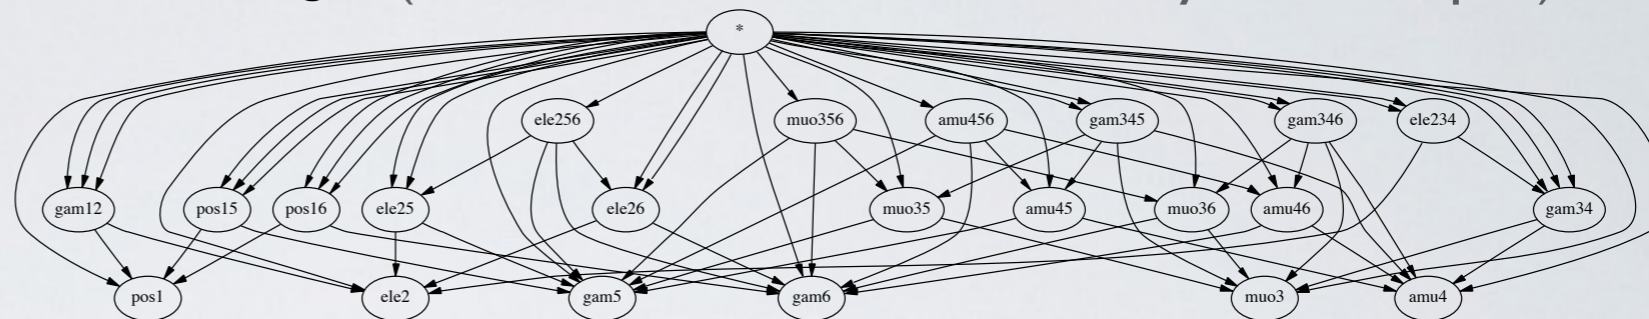 *
ele256 muo356 amu456 gam345 gam346 ele234
gam12 pos15 pos16 ele25 ele26 muo35 amu45 muo36 amu46 gam34
pos1 ele2 gam5 gam6 muo3 amu4